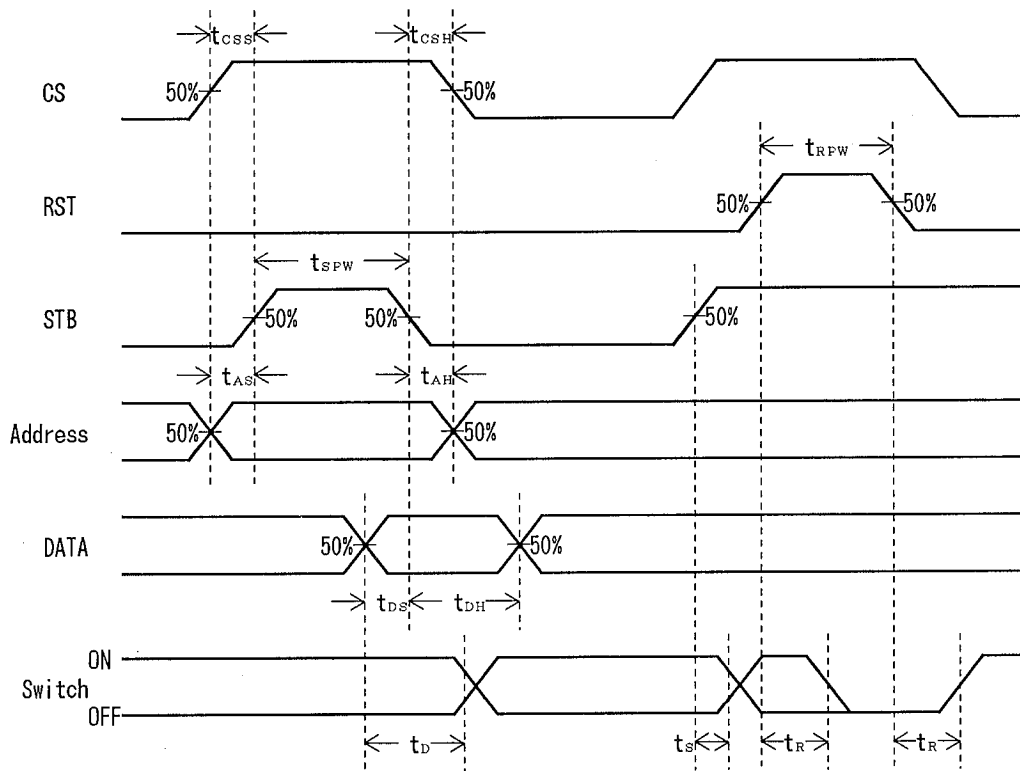 tCSS tCSH
CS 50% 50%
tRPW
RST 50% 50%
tSPW
STB 50% 50% 50%
tAS tAH
Address 50% 50%
DATA 50% 50%
tDS tDH
ON
Switch
OFF
tD tS tR tR